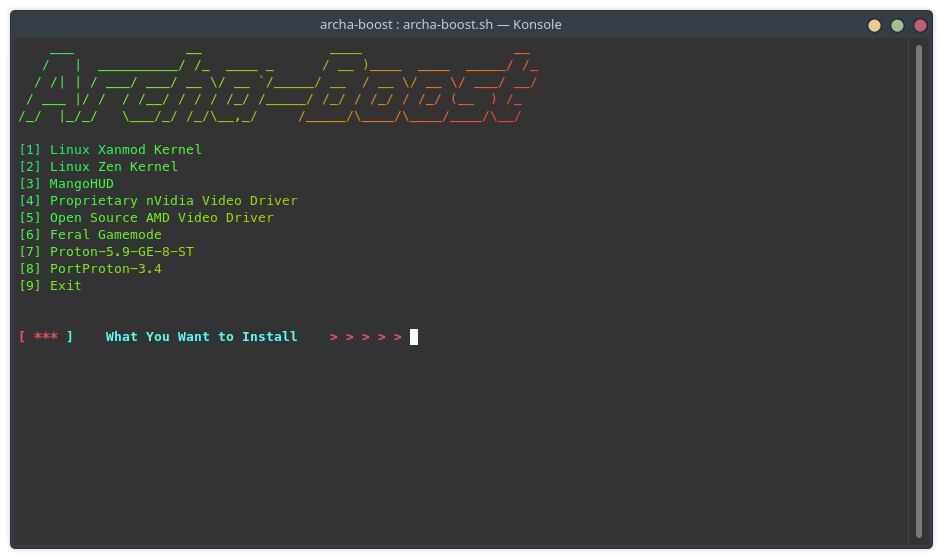 archa-boost : archa-boost.sh — Konsole
Archa-Boost
[1] Linux Xanmod Kernel
[2] Linux Zen Kernel
[3] MangoHUD
[4] Proprietary nVidia Video Driver
[5] Open Source AMD Video Driver
[6] Feral Gamemode
[7] Proton-5.9-GE-8-ST
[8] PortProton-3.4
[9] Exit
[ *** ] What You Want to Install > > > > >